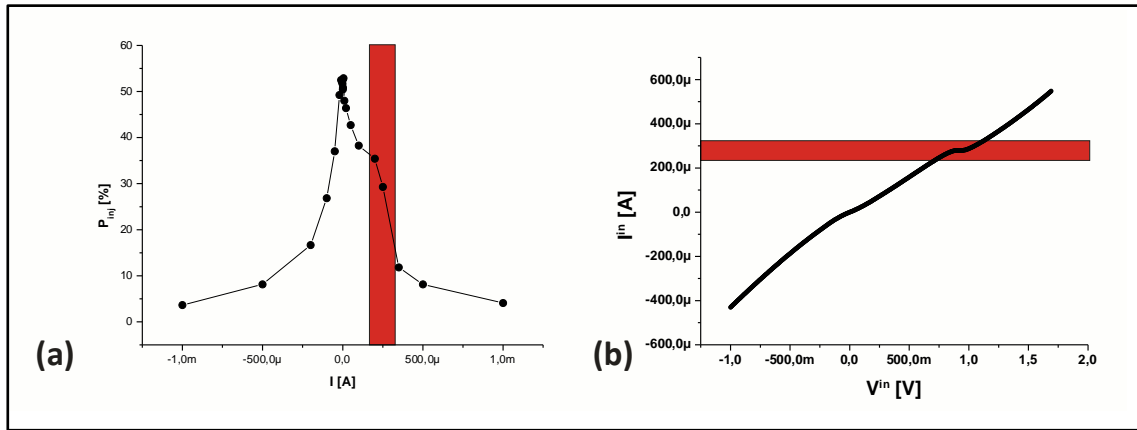 60
50
40
30
20
10
0
P_inj [%]
-1,0m
-500,0µ
0,0
500,0µ
1,0m
I [A]
(a)
600,0µ
400,0µ
200,0µ
0,0
-200,0µ
-400,0µ
-600,0µ
I^in [A]
-1,0
-500,0m
0,0
500,0m
1,0
1,5
2,0
V^in [V]
(b)